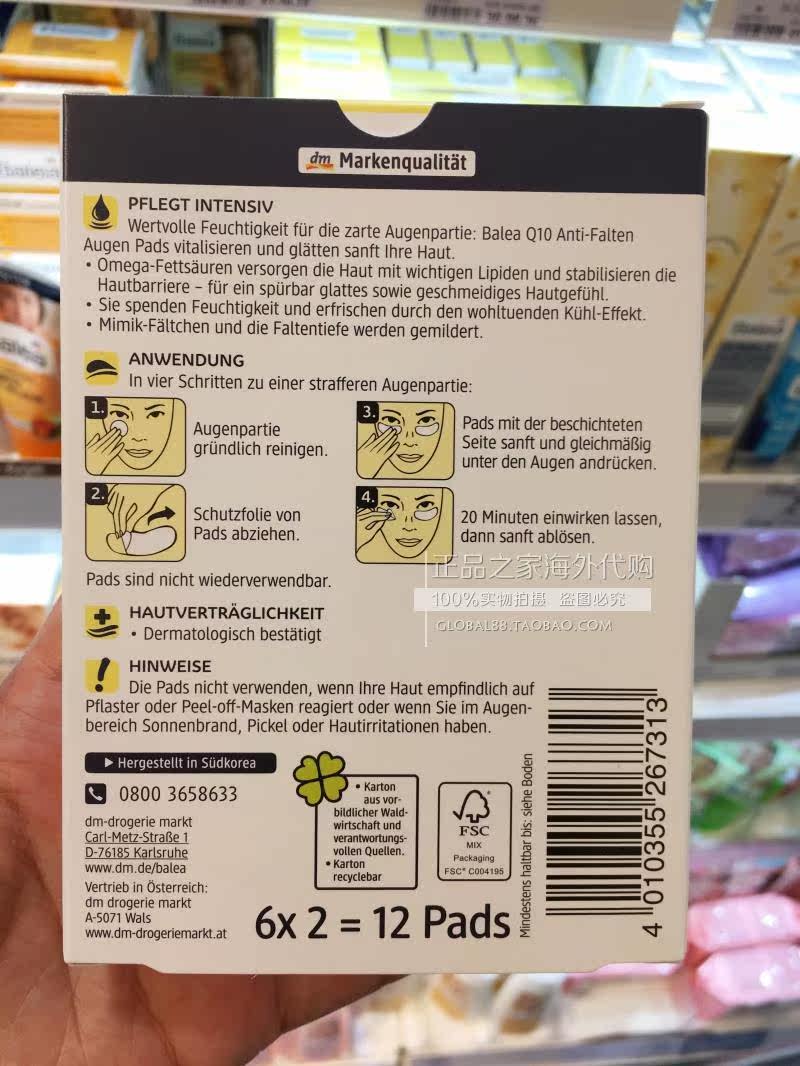 dm Markenqualität
PFLEGT INTENSIV
Wertvolle Feuchtigkeit für die zarte Augenpartie: Balea Q10 Anti-Falten
Augen Pads vitalisieren und glätten sanft Ihre Haut.
• Omega-Fettsäuren versorgen die Haut mit wichtigen Lipiden und stabilisieren die
Hautbarriere – für ein spürbar glattes sowie geschmeidiges Hautgefühl.
• Sie spenden Feuchtigkeit und erfrischen durch den wohltuenden Kühl-Effekt.
• Mimik-Fältchen und die Faltentiefe werden gemildert.
ANWENDUNG
In vier Schritten zu einer strafferen Augenpartie:
1.
Augenpartie
gründlich reinigen.
2.
Schutzfolie von
Pads abziehen.
3.
Pads mit der beschichteten
Seite sanft und gleichmäßig
unter den Augen andrücken.
4.
20 Minuten einwirken lassen,
dann sanft ablösen.
Pads sind nicht wiederverwendbar.
正品之家海外代购
100%实物拍摄 盗图必究
GLOBAL88.TAOBAO.COM
HAUTVERTRÄGLICHKEIT
• Dermatologisch bestätigt
HINWEISE
Die Pads nicht verwenden, wenn Ihre Haut empfindlich auf
Pflaster oder Peel-off-Masken reagiert oder wenn Sie im Augen-
bereich Sonnenbrand, Pickel oder Hautirritationen haben.
Hergestellt in Südkorea
0800 3658633
dm-drogerie markt
Carl-Metz-Straße 1
D-76185 Karlsruhe
www.dm.de/balea
Vertrieb in Österreich:
dm drogerie markt
A-5071 Wals
www.dm-drogeriemarkt.at
• Karton
aus vor-
bildlicher Wald-
wirtschaft und
verantwortungs-
vollen Quellen.
• Karton
recyclebar
FSC
MIX
Packaging
FSC® C004195
6x 2 = 12 Pads
Mindestens haltbar bis: siehe Boden
4 010355 267313